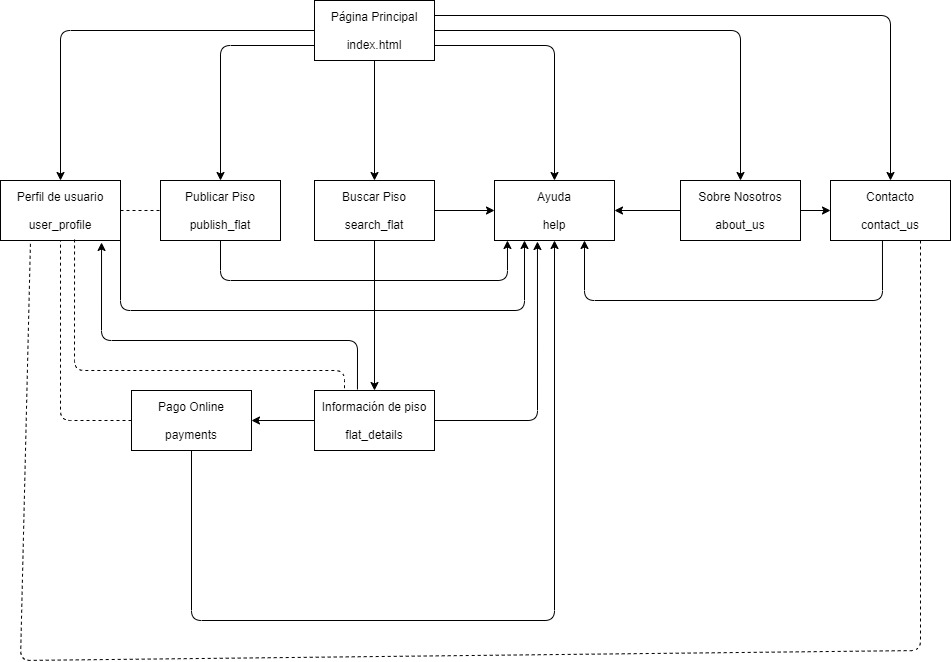 Página Principal
index.html
Perfil de usuario
user_profile
Publicar Piso
publish_flat
Buscar Piso
search_flat
Ayuda
help
Sobre Nosotros
about_us
Contacto
contact_us
Pago Online
payments
Información de piso
flat_details